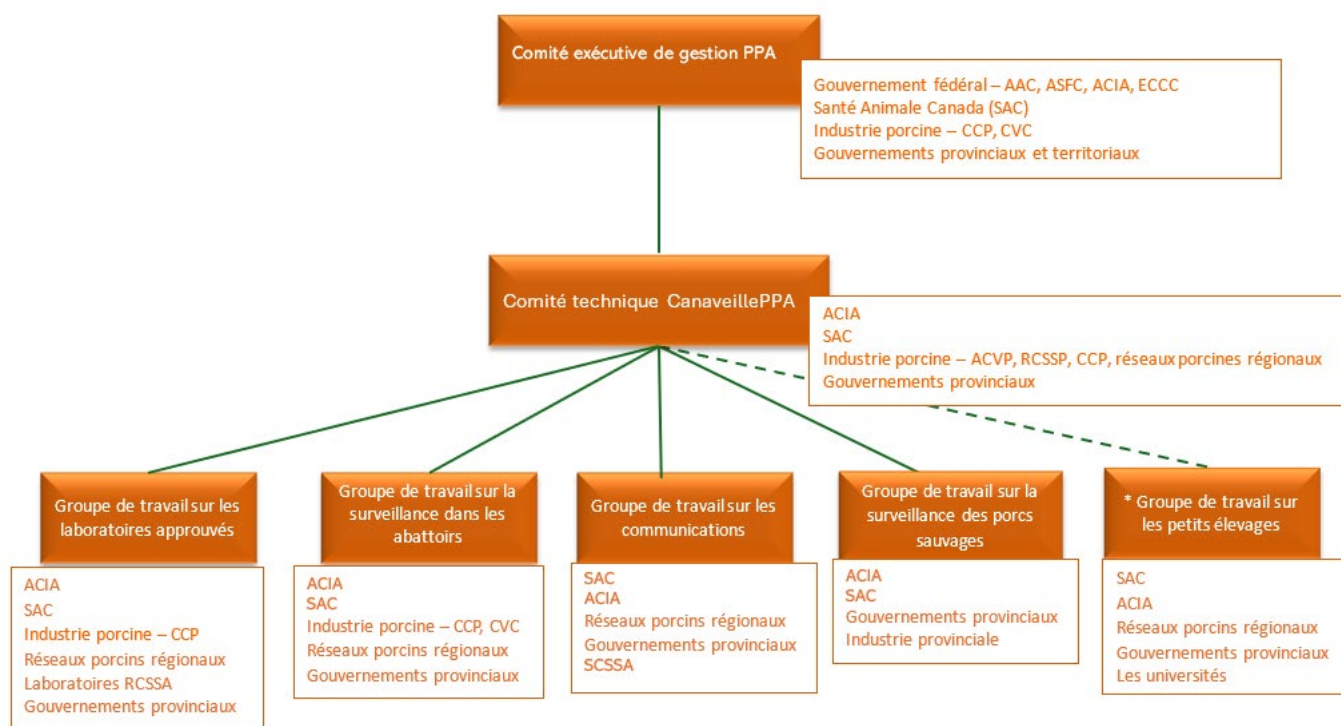 Comité exécutive de gestion PPA
Gouvernement fédéral – AAC, ASFC, ACIA, ECCC
Santé Animale Canada (SAC)
Industrie porcine – CCP, CVC
Gouvernements provinciaux et territoriaux
Comité technique CanaveillePPA
ACIA
SAC
Industrie porcine – ACVP, RCSSP, CCP, réseaux porcines régionaux
Gouvernements provinciaux
Groupe de travail sur les
laboratoires approuvés
ACIA
SAC
Industrie porcine – CCP
Réseaux porcins régionaux
Laboratoires RCSSA
Gouvernements provinciaux
Groupe de travail sur la
surveillance dans les
abattoirs
ACIA
SAC
Industrie porcine – CCP, CVC
Réseaux porcins régionaux
Gouvernements provinciaux
Groupe de travail sur les
communications
SAC
ACIA
Réseaux porcins régionaux
Gouvernements provinciaux
SCSSA
Groupe de travail sur la
surveillance des porcs
sauvages
ACIA
SAC
Gouvernements provinciaux
Industrie provinciale
* Groupe de travail sur
les petits élevages
SAC
ACIA
Réseaux porcins régionaux
Gouvernements provinciaux
Les universités